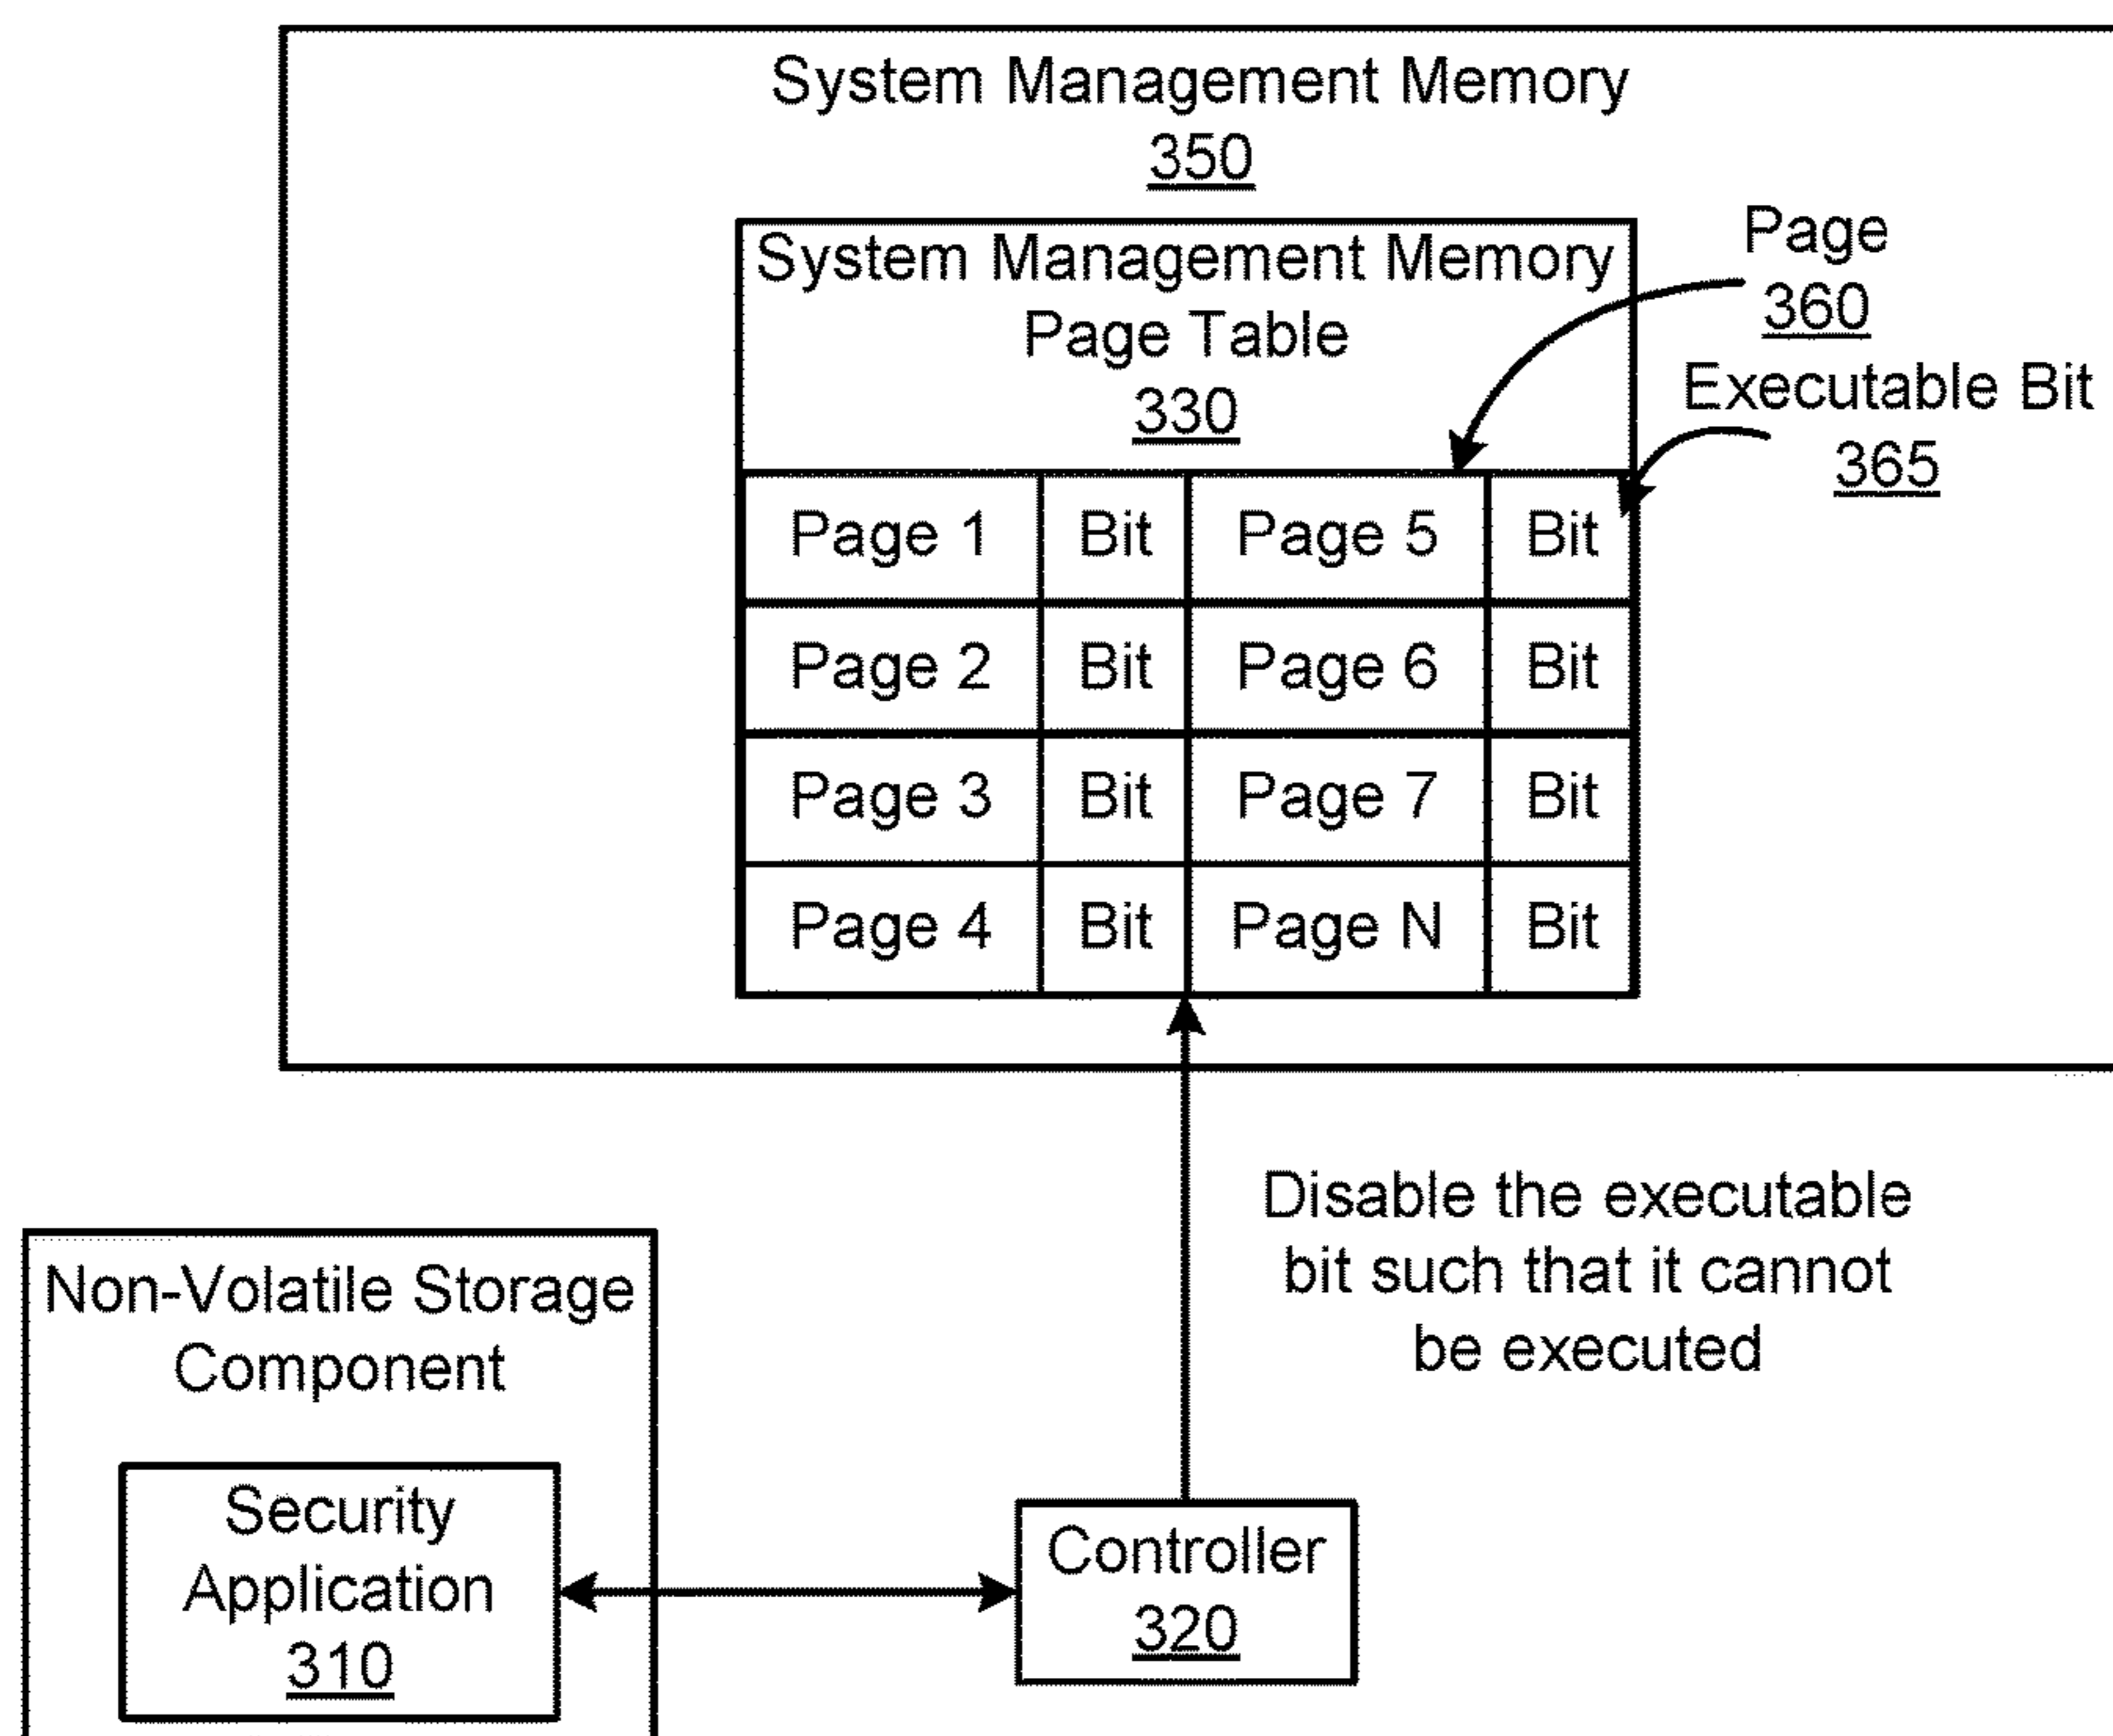 System Management Memory
350
System Management Memory
Page Table
330
Page
360
Executable Bit
365
Page 1 Bit Page 5 Bit
Page 2 Bit Page 6 Bit
Page 3 Bit Page 7 Bit
Page 4 Bit Page N Bit
Disable the executable
bit such that it cannot
be executed
Non-Volatile Storage
Component
Security
Application
310
Controller
320